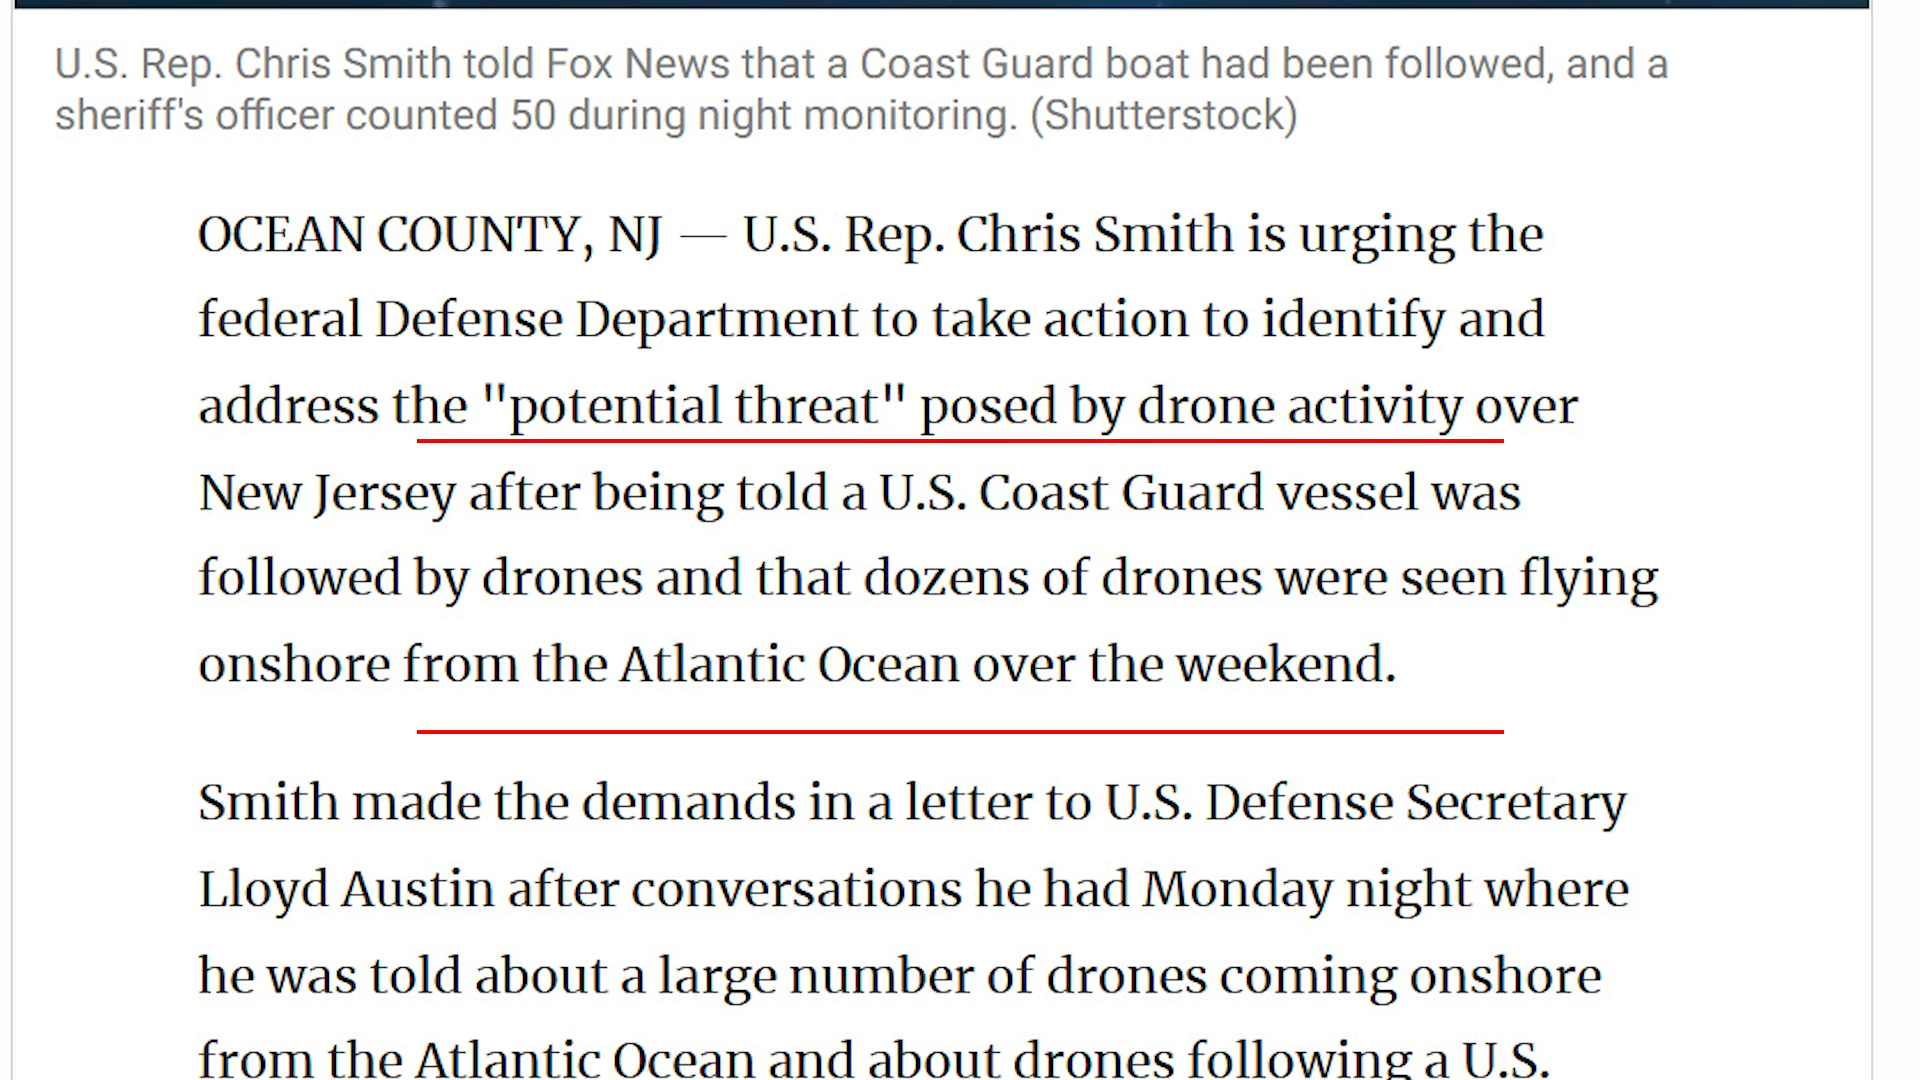 U.S. Rep. Chris Smith told Fox News that a Coast Guard boat had been followed, and a
sheriff's officer counted 50 during night monitoring. (Shutterstock)
OCEAN COUNTY, NJ — U.S. Rep. Chris Smith is urging the
federal Defense Department to take action to identify and
address the "potential threat" posed by drone activity over
New Jersey after being told a U.S. Coast Guard vessel was
followed by drones and that dozens of drones were seen flying
onshore from the Atlantic Ocean over the weekend.
Smith made the demands in a letter to U.S. Defense Secretary
Lloyd Austin after conversations he had Monday night where
he was told about a large number of drones coming onshore
from the Atlantic Ocean and about drones following a U.S.